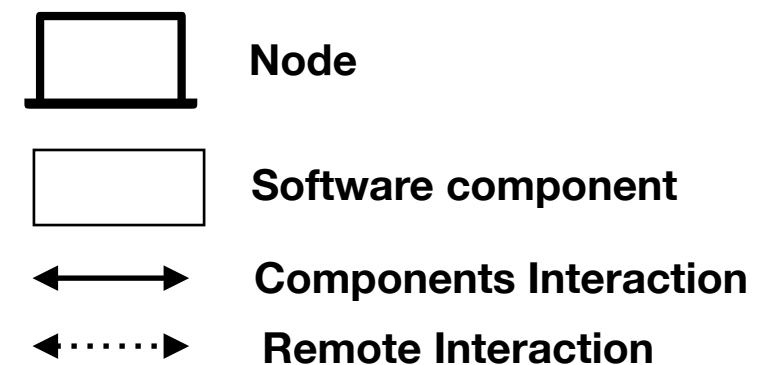 Node
Software component
Components Interaction
Remote Interaction